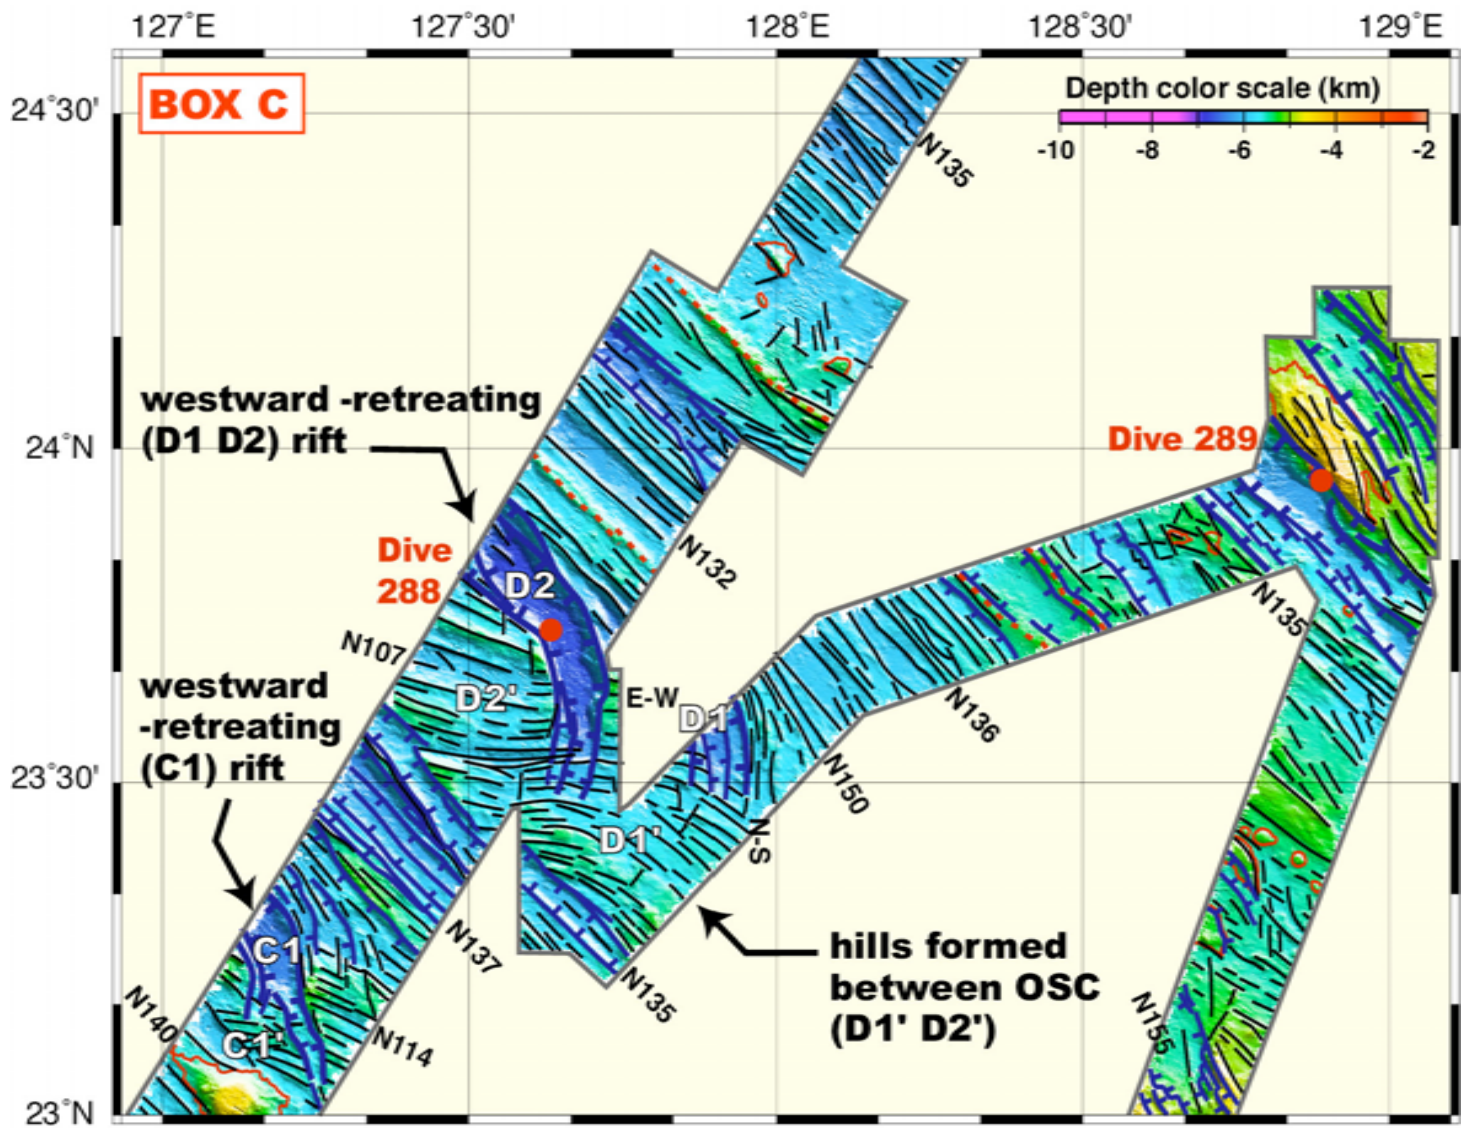 127°E 127°30' 128°E 128°30' 129°E
24°30'
BOX C
Depth color scale (km)
-10 -8 -6 -4 -2
N135
westward -retreating
(D1 D2) rift
24°N
Dive 289
Dive
288
D2
N132
N135
N107
westward
-retreating
(C1) rift
D2'
E-W
D1
N136
23°30'
N150
D1'
N-S
C1
N137
hills formed
between OSC
(D1' D2')
N135
N140
N114
C1'
N155
23°N